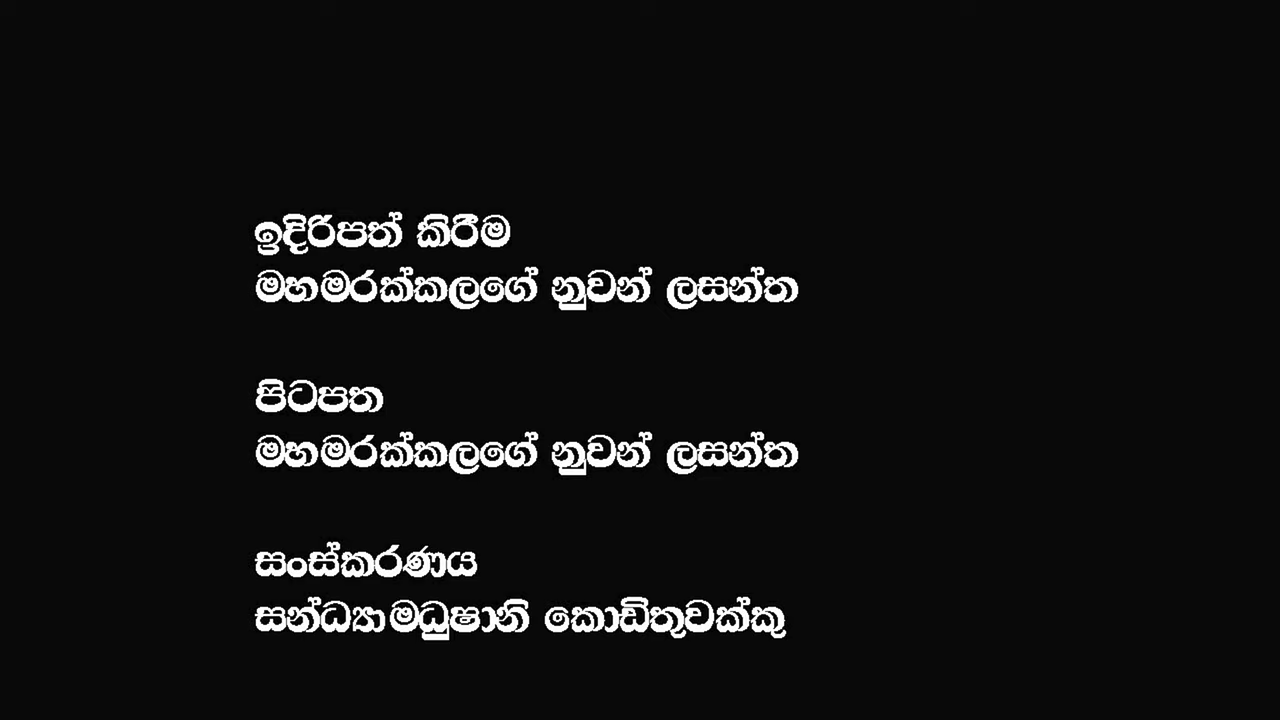 ඉදිරිපත් කිරීම
මහමරක්කලගේ නුවන් ලසන්ත
පිටපත
මහමරක්කලගේ නුවන් ලසන්ත
සංස්කරණය
සන්ධ්‍යාමධුෂානි කොඩිතුවක්කු